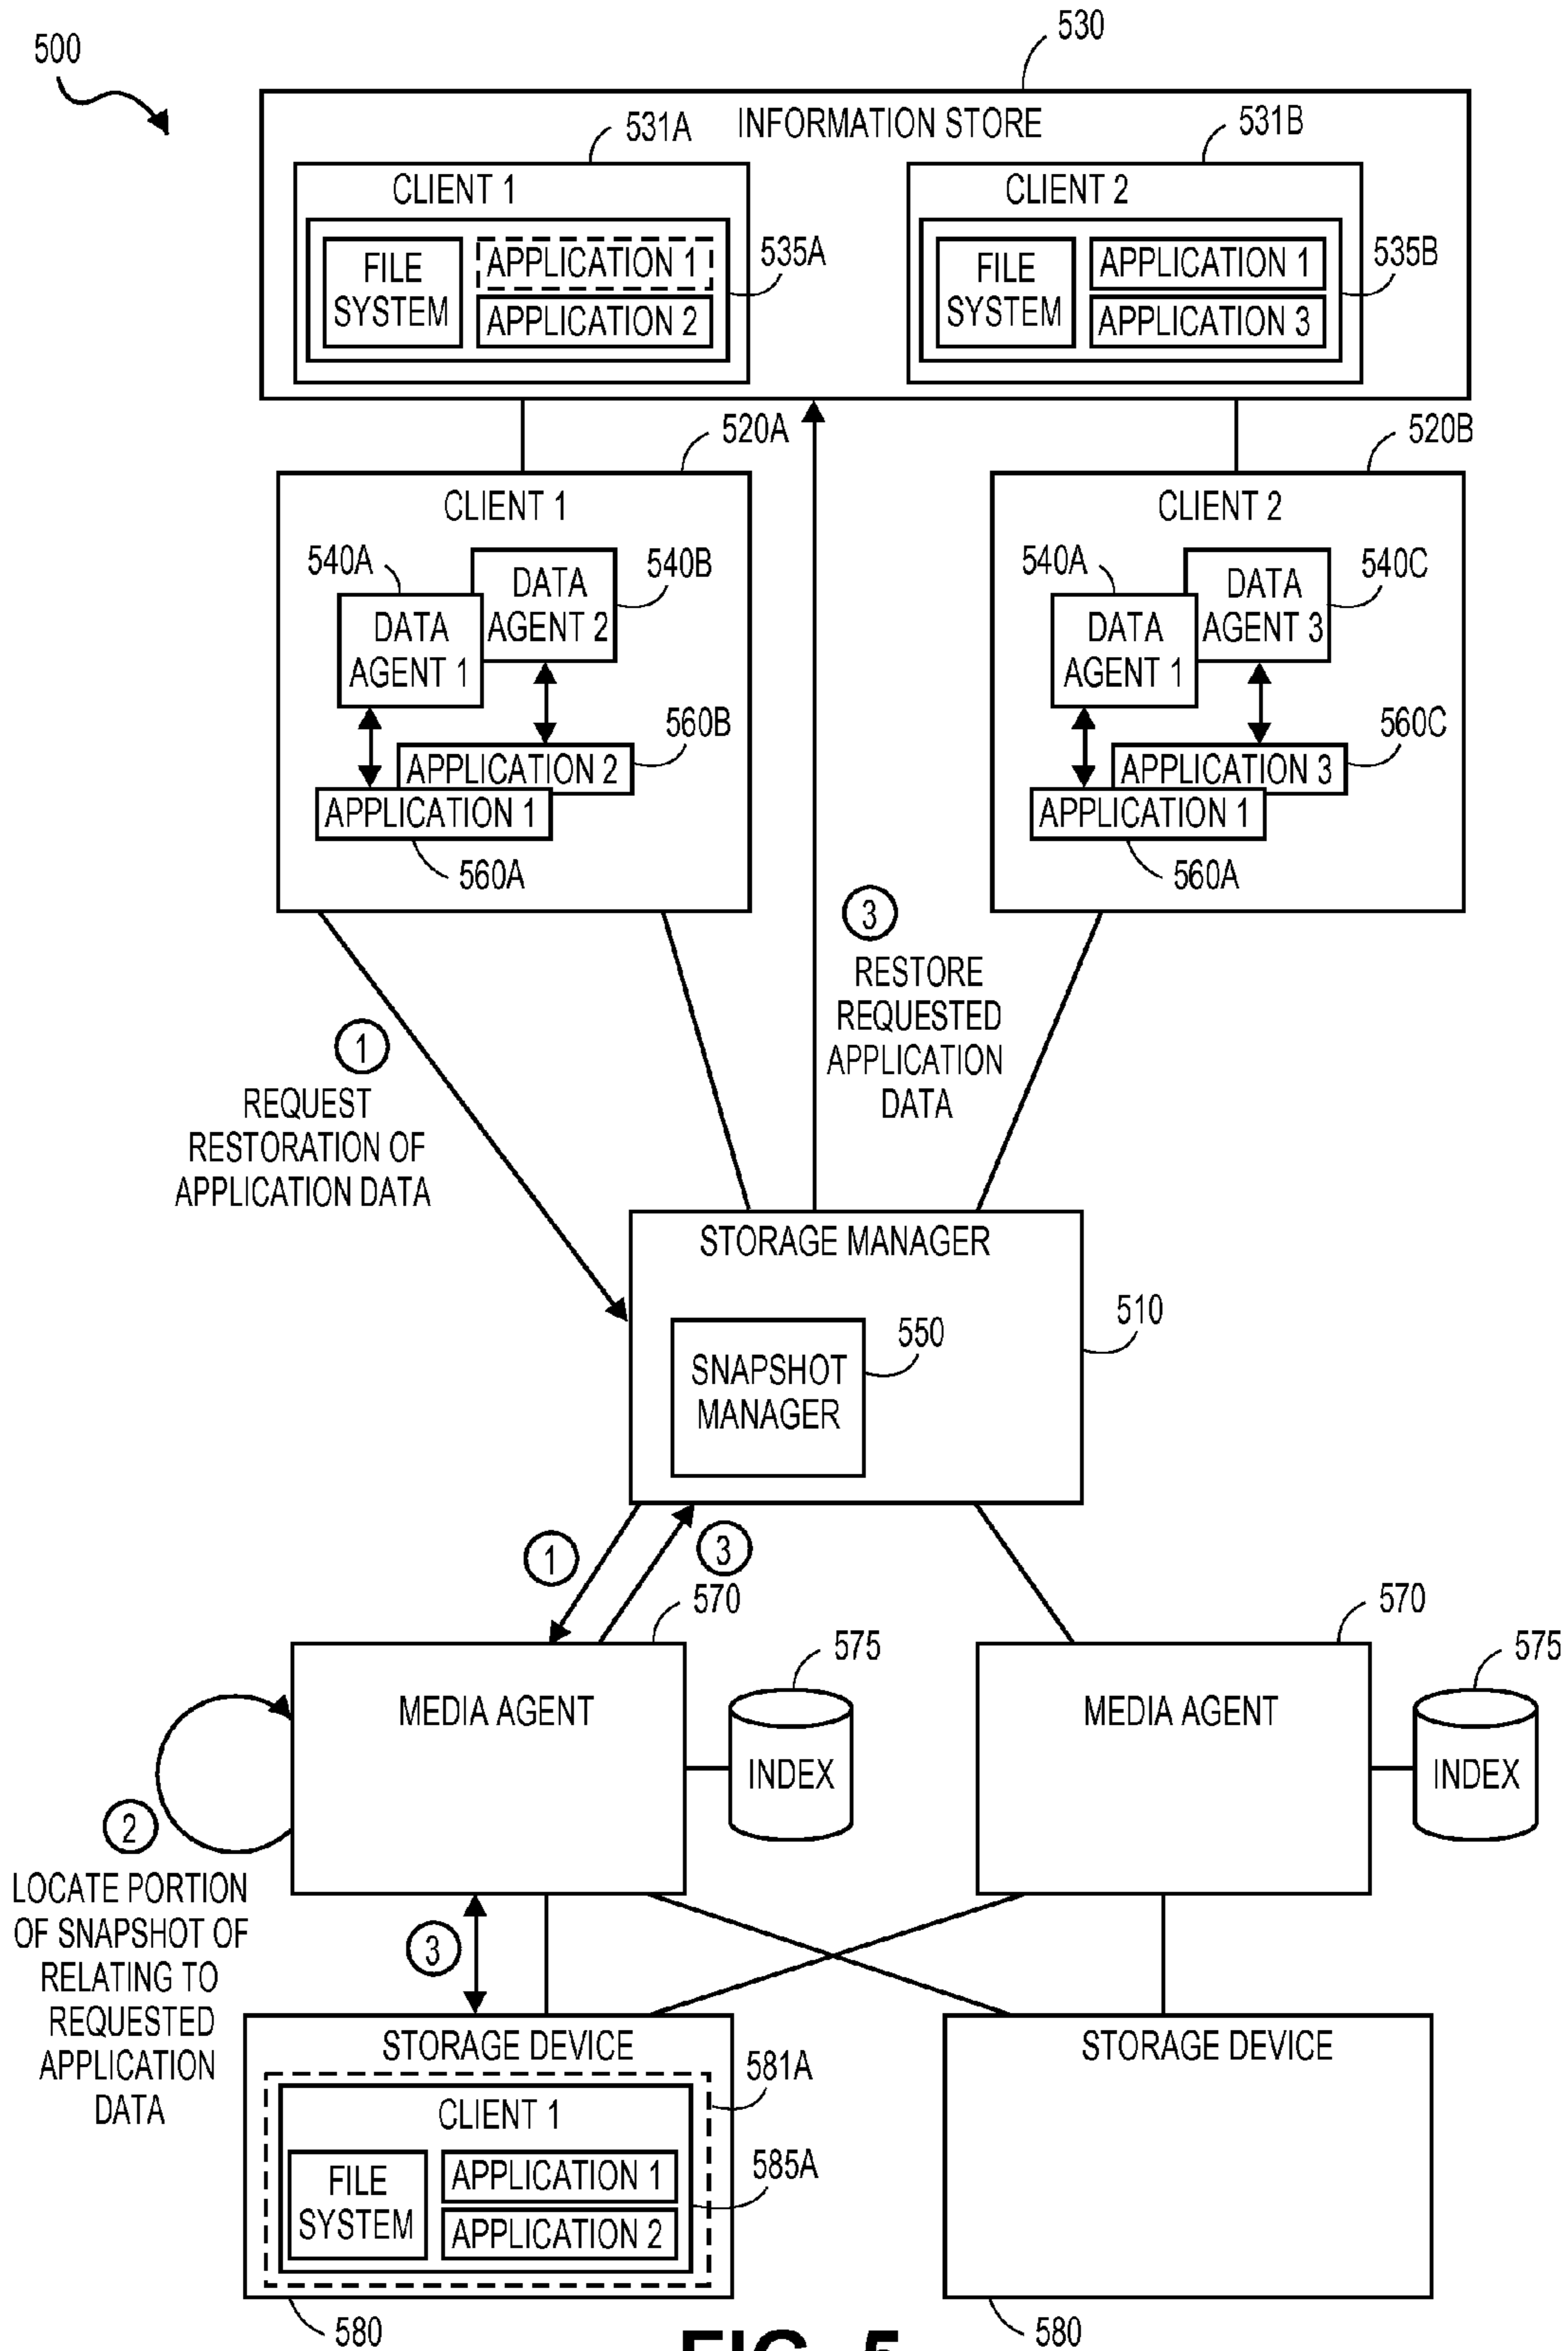 500
530
INFORMATION STORE
531A
531B
CLIENT 1
CLIENT 2
FILE
SYSTEM
APPLICATION 1
APPLICATION 2
535A
FILE
SYSTEM
APPLICATION 1
APPLICATION 3
535B
520A
520B
CLIENT 1
540A
DATA
AGENT 2
540B
DATA
AGENT 1
560B
APPLICATION 2
APPLICATION 1
560A
CLIENT 2
540A
DATA
AGENT 3
540C
DATA
AGENT 1
560C
APPLICATION 3
APPLICATION 1
560A
3
RESTORE
REQUESTED
APPLICATION
DATA
1
REQUEST
RESTORATION OF
APPLICATION DATA
STORAGE MANAGER
510
550
SNAPSHOT
MANAGER
1
3
570
570
MEDIA AGENT
575
INDEX
MEDIA AGENT
575
INDEX
2
LOCATE PORTION
OF SNAPSHOT OF
RELATING TO
REQUESTED
APPLICATION
DATA
3
STORAGE DEVICE
581A
CLIENT 1
FILE
SYSTEM
APPLICATION 1
APPLICATION 2
585A
580
STORAGE DEVICE
580
FIG. 5